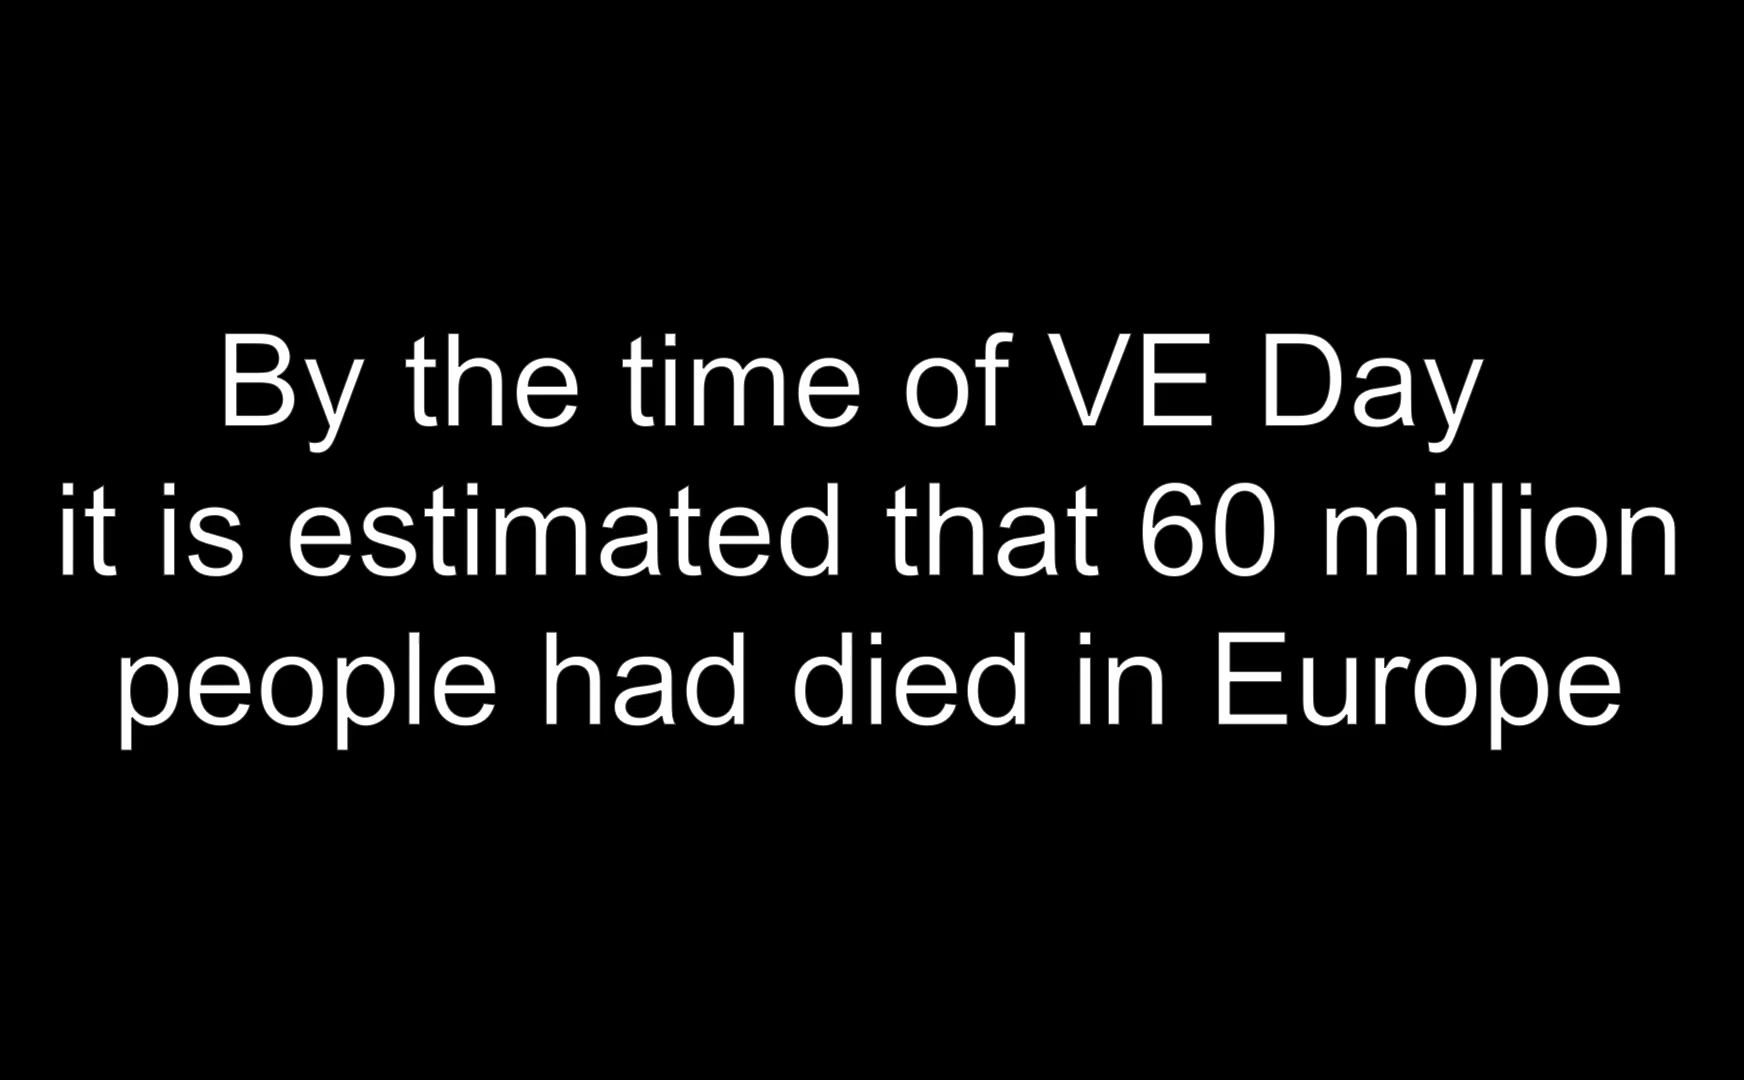 By the time of VE Day
it is estimated that 60 million
people had died in Europe